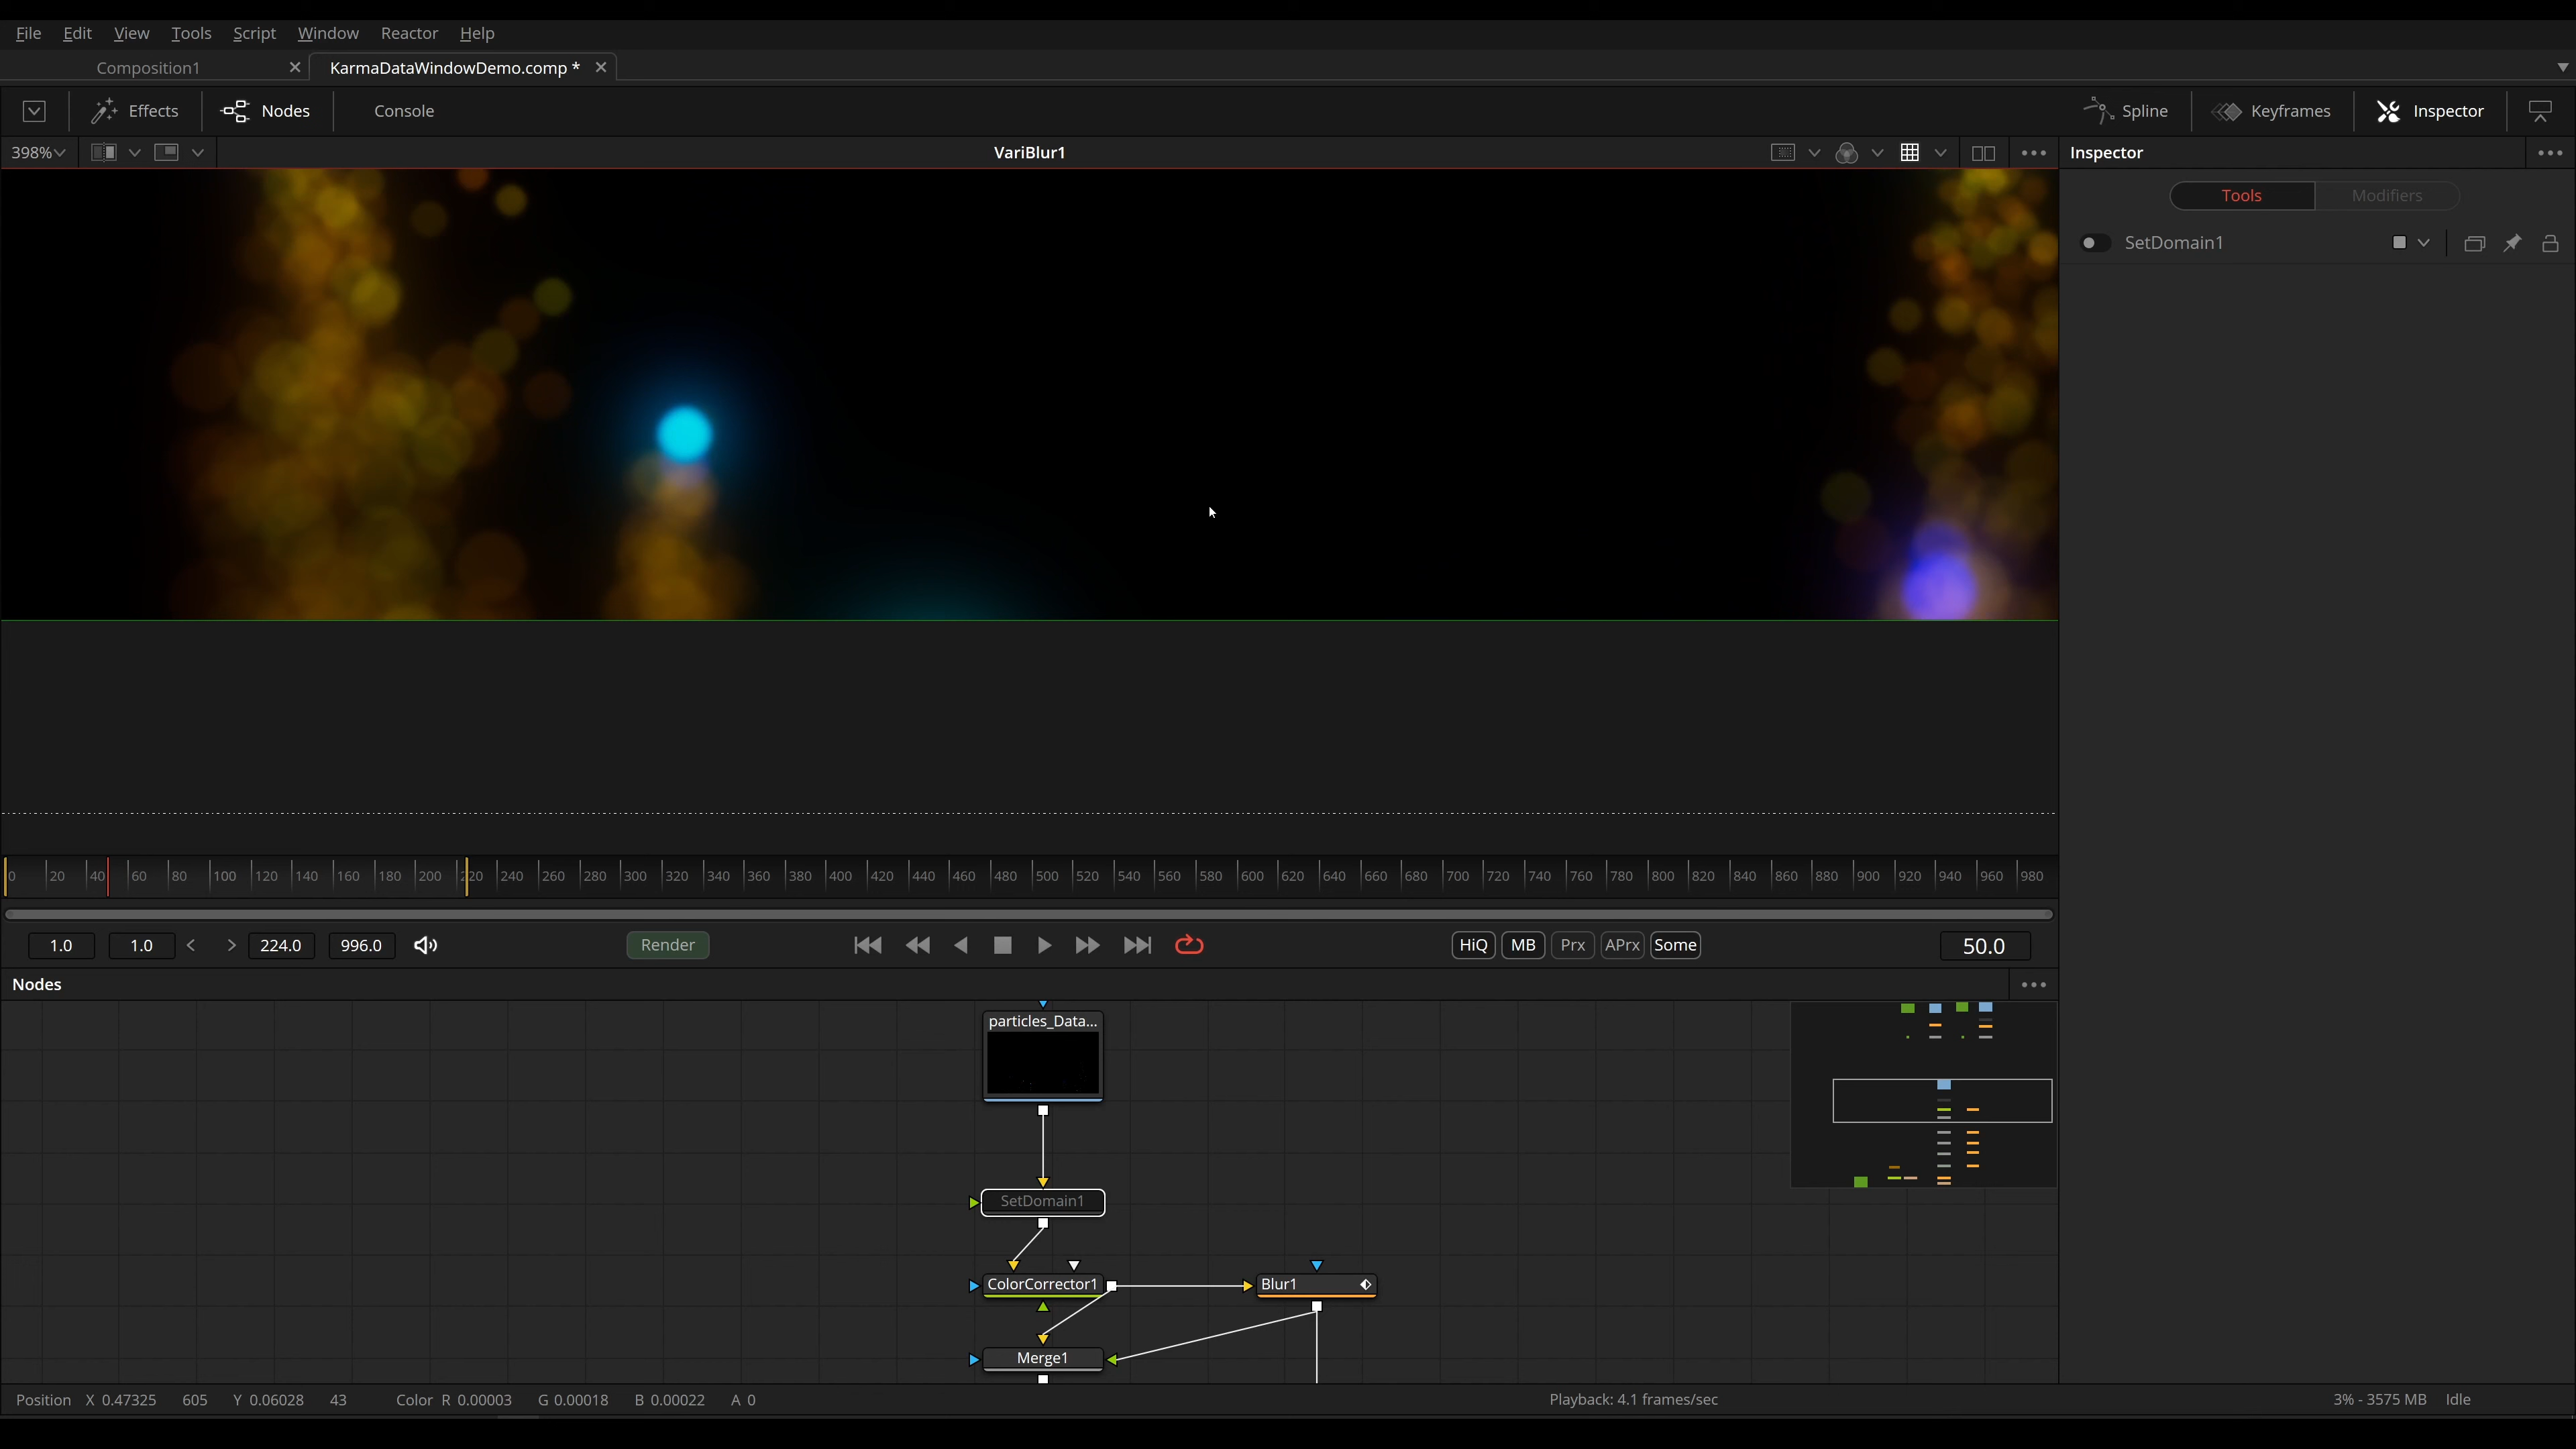 File Edit View Tools Script Window Reactor Help
Composition1 KarmaDataWindowDemo.comp *
Effects Nodes Console Spline Keyframes Inspector
398% VariBlur1 Inspector
Tools Modifiers
SetDomain1
0 20 40 60 80 100 120 140 160 180 200 220 240 260 280 300 320 340 360 380 400 420 440 460 480 500 520 540 560 580 600 620 640 660 680 700 720 740 760 780 800 820 840 860 880 900 920 940 960 980
1.0 1.0 < > 224.0 996.0 Render HiQ MB Prx APrx Some 50.0
Nodes
particles_Data...
SetDomain1
ColorCorrector1 Blur1
Merge1
Position X 0.47325 605 Y 0.06028 43 Color R 0.00003 G 0.00018 B 0.00022 A 0 Playback: 4.1 frames/sec 3% - 3575 MB Idle